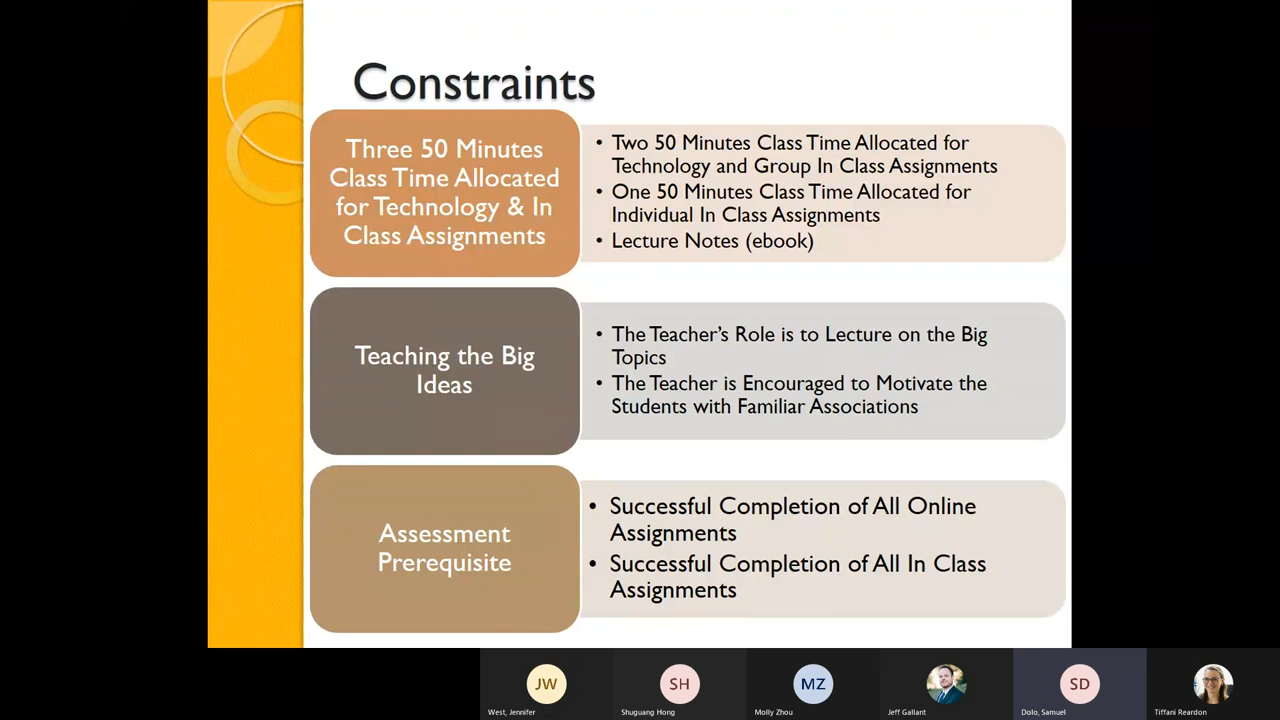 Constraints
Three 50 Minutes
Class Time Allocated
for Technology & In
Class Assignments
• Two 50 Minutes Class Time Allocated for
Technology and Group In Class Assignments
• One 50 Minutes Class Time Allocated for
Individual In Class Assignments
• Lecture Notes (ebook)
Teaching the Big
Ideas
• The Teacher's Role is to Lecture on the Big
Topics
• The Teacher is Encouraged to Motivate the
Students with Familiar Associations
Assessment
Prerequisite
• Successful Completion of All Online
Assignments
• Successful Completion of All In Class
Assignments
JW
West, Jennifer
SH
Shuguang Hong
MZ
Molly Zhou
Jeff Gallant
SD
Dolo, Samuel
Tiffani Reardon